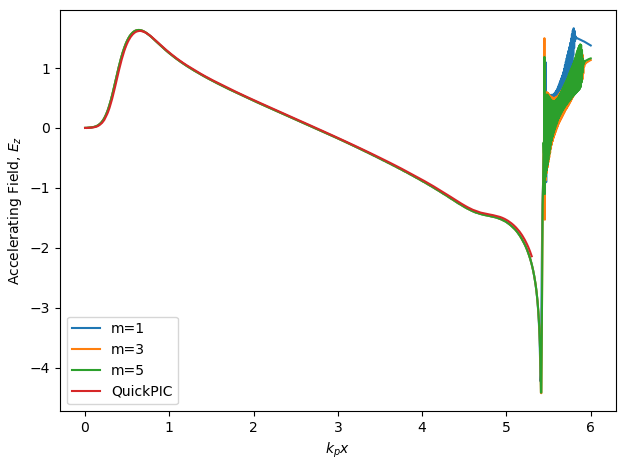 1
0
−1
−2
−3
−4
Accelerating Field, E_z
m=1
m=3
m=5
QuickPIC
0 1 2 3 4 5 6
k_p x